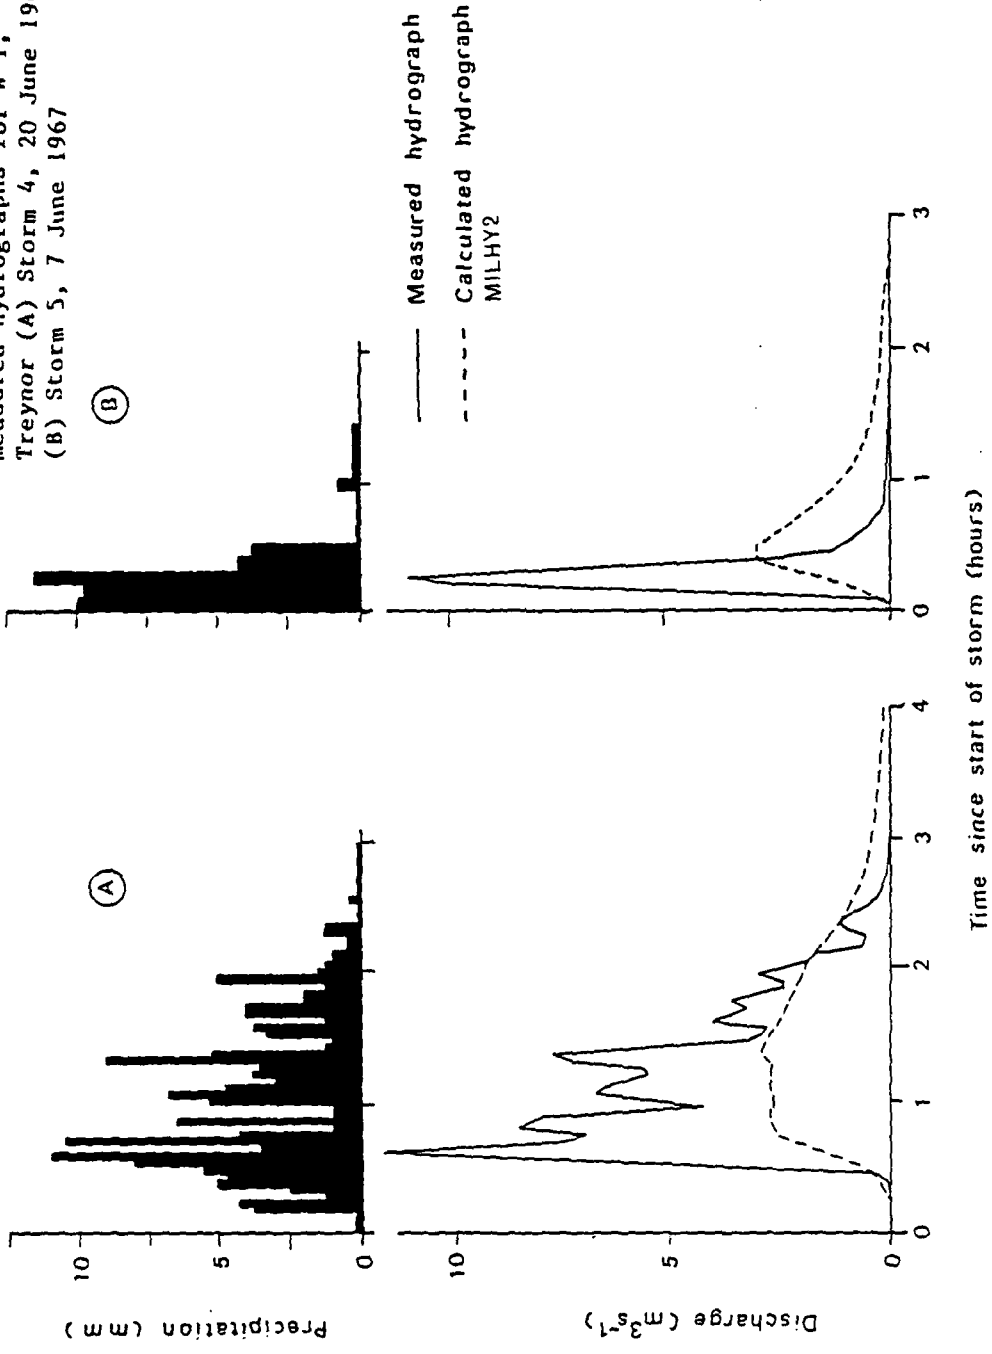 Treynor (A) Storm 4, 20 June
(B) Storm 5, 7 June 1967
A
B
Precipitation (mm)
10
5
0
Measured hydrograph
Calculated hydrograph
MILHY2
Discharge (m³s⁻¹)
10
5
0
0 1 2 3 4
0 1 2 3
Time since start of storm (hours)